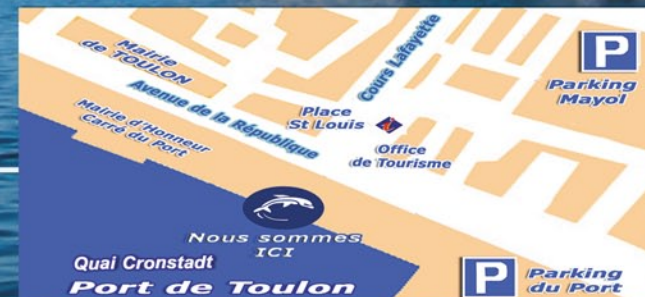 Mairie
de TOULON
Avenue de la République
Mairie d'Honneur
Carré du Port
Cours Lafayette
Place
St Louis
Office
de Tourisme
P
Parking
Mayol
Nous sommes
ICI
Quai Cronstadt
Port de Toulon
P
Parking
du Port